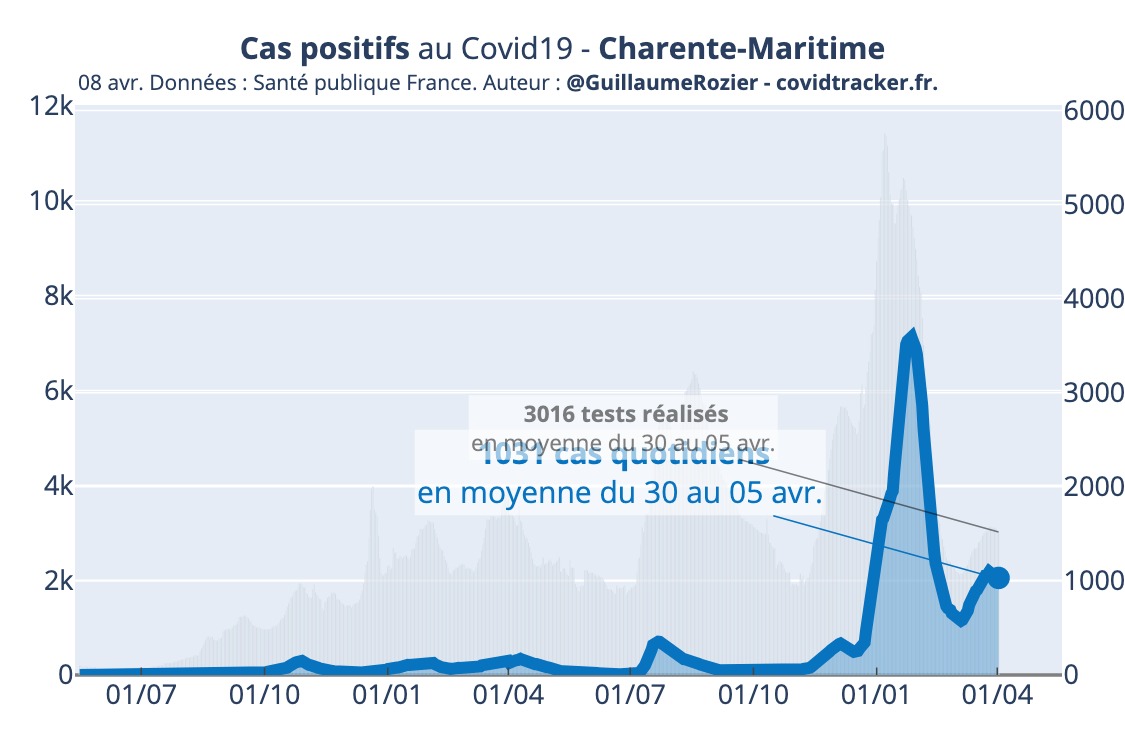 Cas positifs au Covid19 - Charente-Maritime
08 avr. Données : Santé publique France. Auteur : @GuillaumeRozier - covidtracker.fr.
12k 6000
10k 5000
8k 4000
6k 3000
3016 tests réalisés
en moyenne du 30 au 05 avr.
1031 cas quotidiens
en moyenne du 30 au 05 avr.
4k 2000
2k 1000
0 0
01/07 01/10 01/01 01/04 01/07 01/10 01/01 01/04